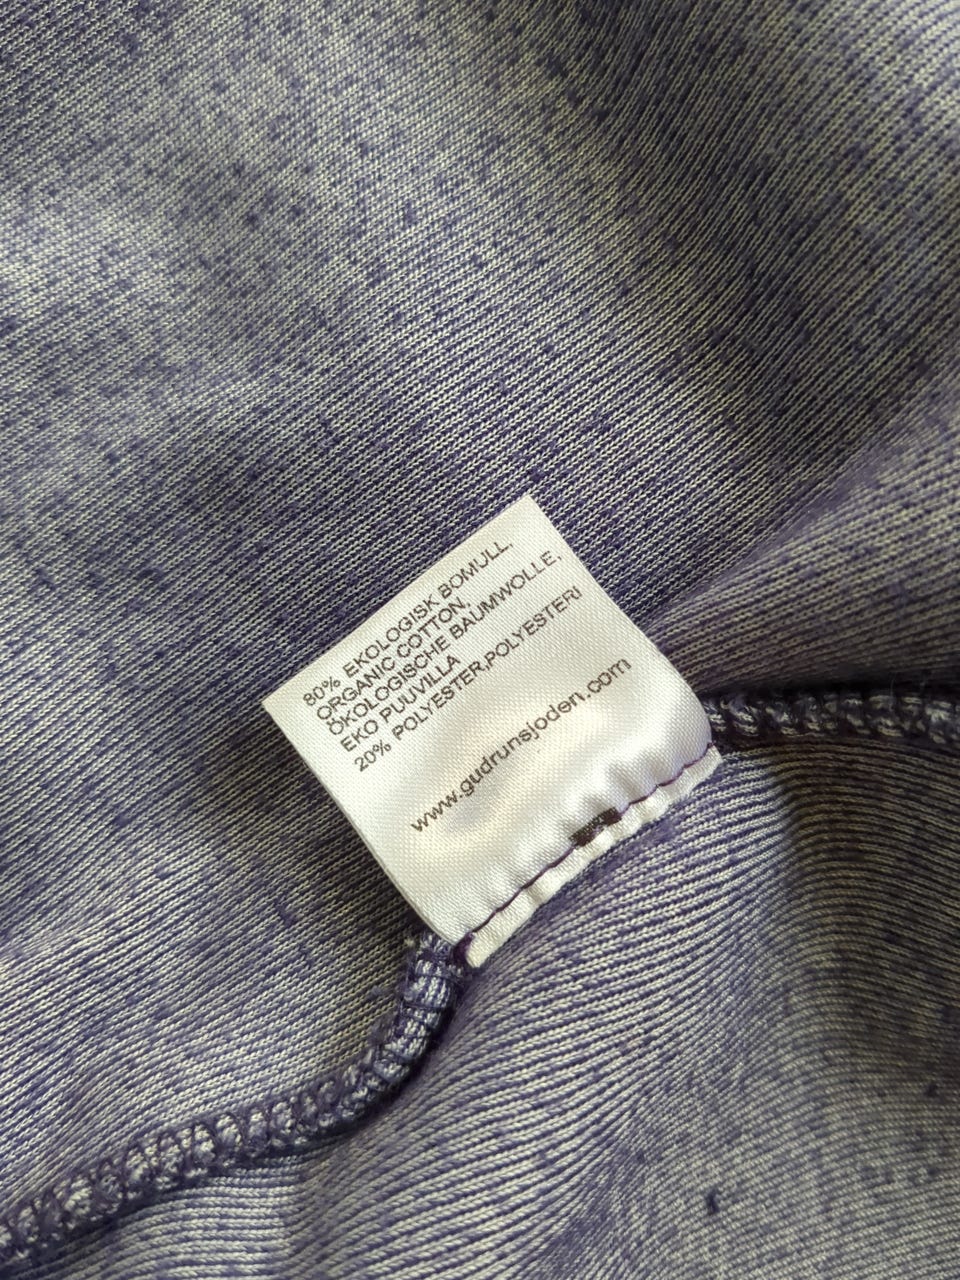 80% EKOLOGISK BOMULL.
ORGANIC COTTON,
ÖKOLOGISCHE BAUMWOLLE,
EKO PUUVILLA
20% POLYESTER,POLYESTERI
www.gudrunsjoden.com